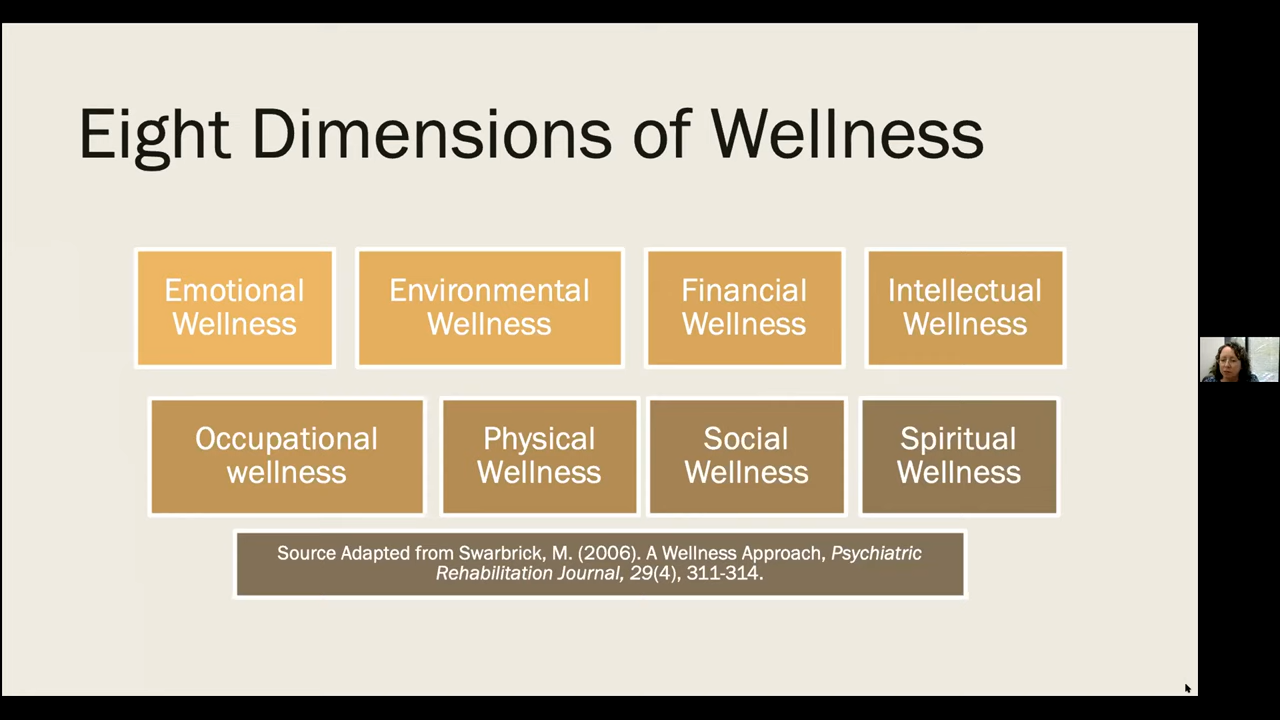 Eight Dimensions of Wellness
Emotional
Wellness
Environmental
Wellness
Financial
Wellness
Intellectual
Wellness
Occupational
wellness
Physical
Wellness
Social
Wellness
Spiritual
Wellness
Source Adapted from Swarbrick, M. (2006). A Wellness Approach, Psychiatric
Rehabilitation Journal, 29(4), 311-314.